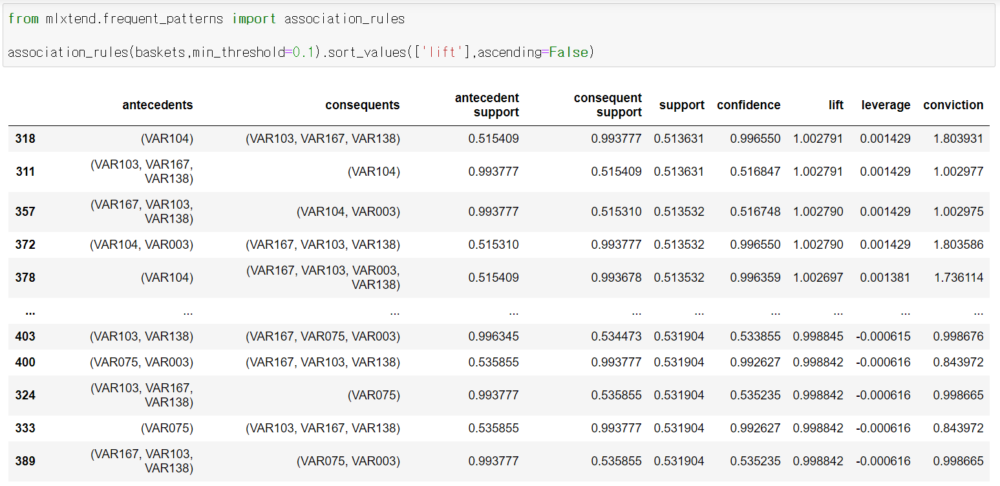 from mlxtend.frequent_patterns import association_rules
association_rules(baskets,min_threshold=0.1).sort_values(['lift'],ascending=False)
antecedents consequents antecedent support consequent support support confidence lift leverage conviction
318 (VAR104) (VAR103, VAR167, VAR138) 0.515409 0.993777 0.513631 0.996550 1.002791 0.001429 1.803931
311 (VAR103, VAR167, VAR138) (VAR104) 0.993777 0.515409 0.513631 0.516847 1.002791 0.001429 1.002977
357 (VAR167, VAR103, VAR138) (VAR104, VAR003) 0.993777 0.515310 0.513532 0.516748 1.002790 0.001429 1.002975
372 (VAR104, VAR003) (VAR167, VAR103, VAR138) 0.515310 0.993777 0.513532 0.996550 1.002790 0.001429 1.803586
378 (VAR104) (VAR167, VAR103, VAR003, VAR138) 0.515409 0.993678 0.513532 0.996359 1.002697 0.001381 1.736114
... ... ... ... ... ... ... ... ... ...
403 (VAR103, VAR138) (VAR167, VAR075, VAR003) 0.996345 0.534473 0.531904 0.533855 0.998845 -0.000615 0.998676
400 (VAR075, VAR003) (VAR167, VAR103, VAR138) 0.535855 0.993777 0.531904 0.992627 0.998842 -0.000616 0.843972
324 (VAR103, VAR167, VAR138) (VAR075) 0.993777 0.535855 0.531904 0.535235 0.998842 -0.000616 0.998665
333 (VAR075) (VAR103, VAR167, VAR138) 0.535855 0.993777 0.531904 0.992627 0.998842 -0.000616 0.843972
389 (VAR167, VAR103, VAR138) (VAR075, VAR003) 0.993777 0.535855 0.531904 0.535235 0.998842 -0.000616 0.998665